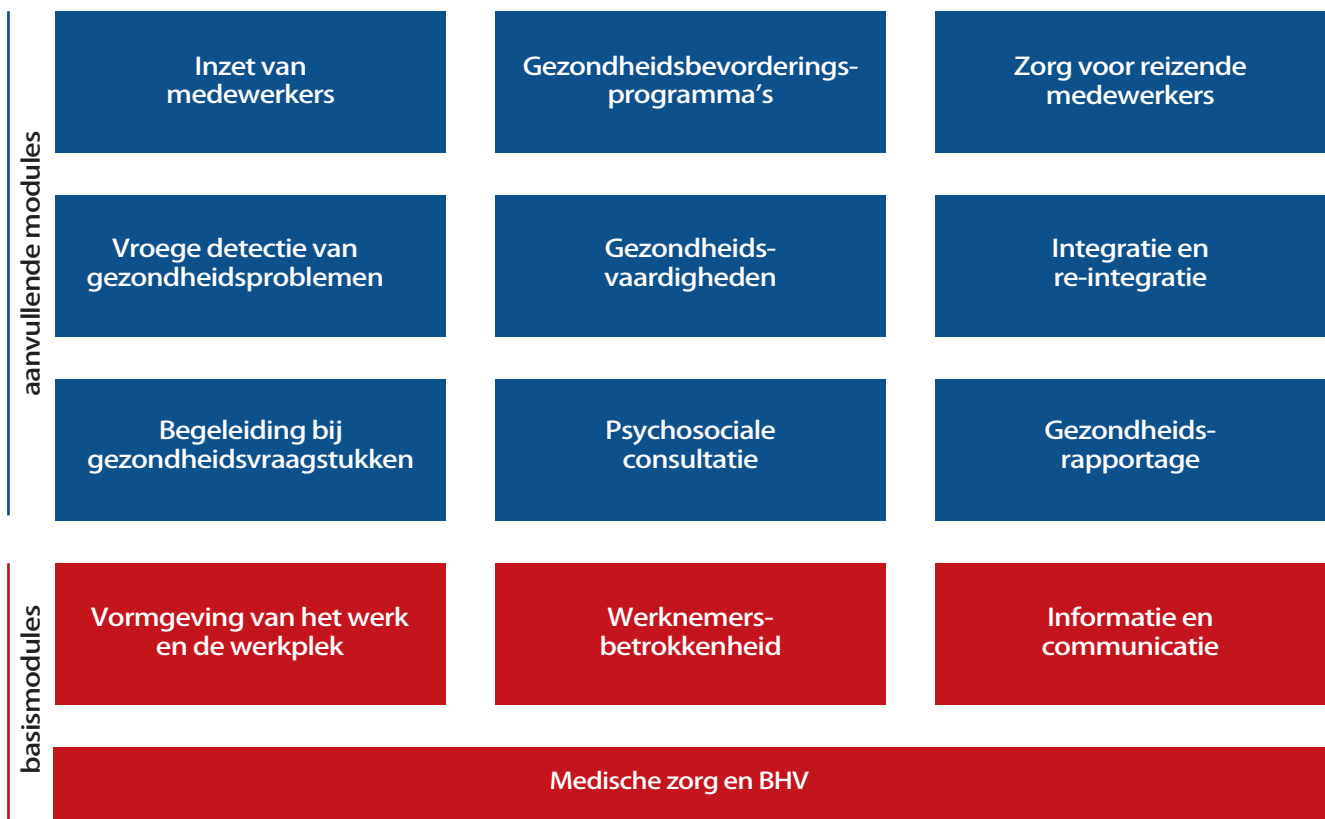 aanvullende modules
Inzet van
medewerkers
Gezondheidsbevorderings-
programma's
Zorg voor reizende
medewerkers
Vroege detectie van
gezondheidsproblemen
Gezondheids-
vaardigheden
Integratie en
re-integratie
Begeleiding bij
gezondheidsvraagstukken
Psychosociale
consultatie
Gezondheids-
rapportage
basismodules
Vormgeving van het werk
en de werkplek
Werknemers-
betrokkenheid
Informatie en
communicatie
Medische zorg en BHV